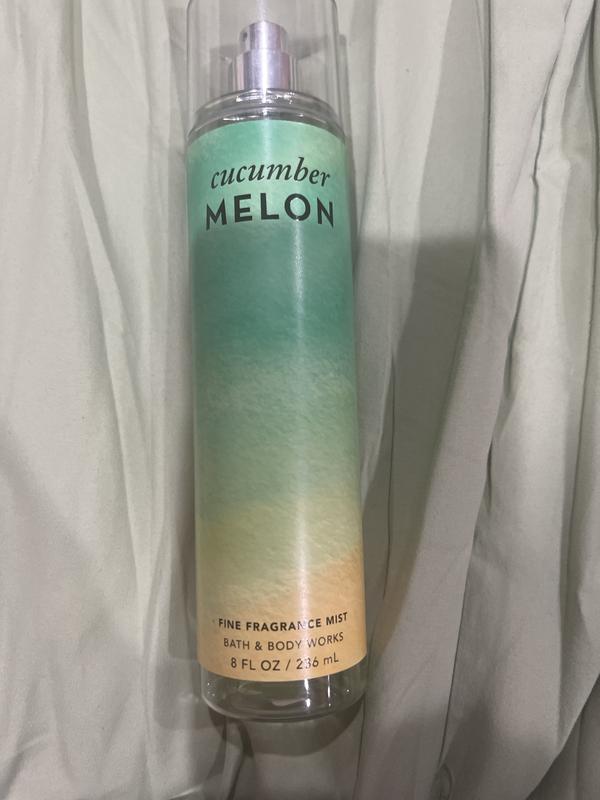 cucumber
MELON
FINE FRAGRANCE MIST
BATH & BODY WORKS
8 FL OZ / 236 mL